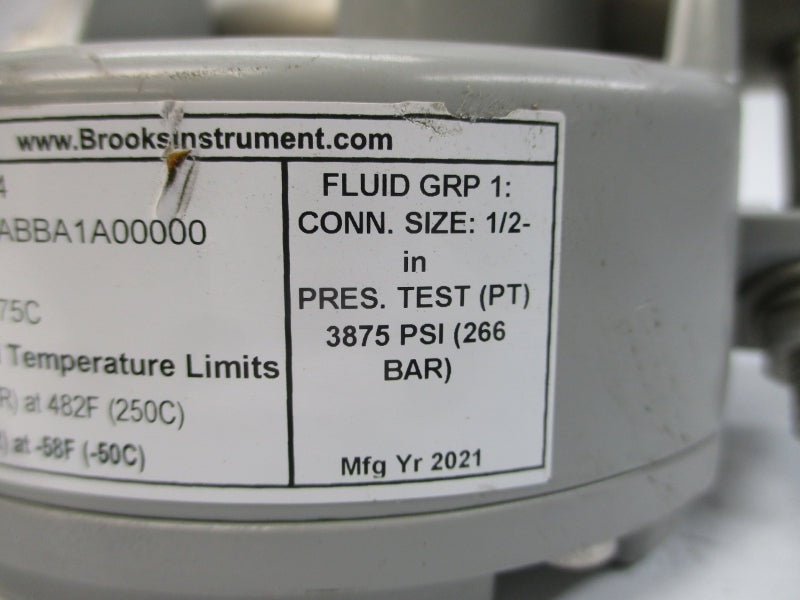 www.BrooksInstrument.com
4
ABBA1A00000
75C
Temperature Limits
R) at 482F (250C)
) at -58F (-50C)
FLUID GRP 1:
CONN. SIZE: 1/2-
in
PRES. TEST (PT)
3875 PSI (266
BAR)
Mfg Yr 2021